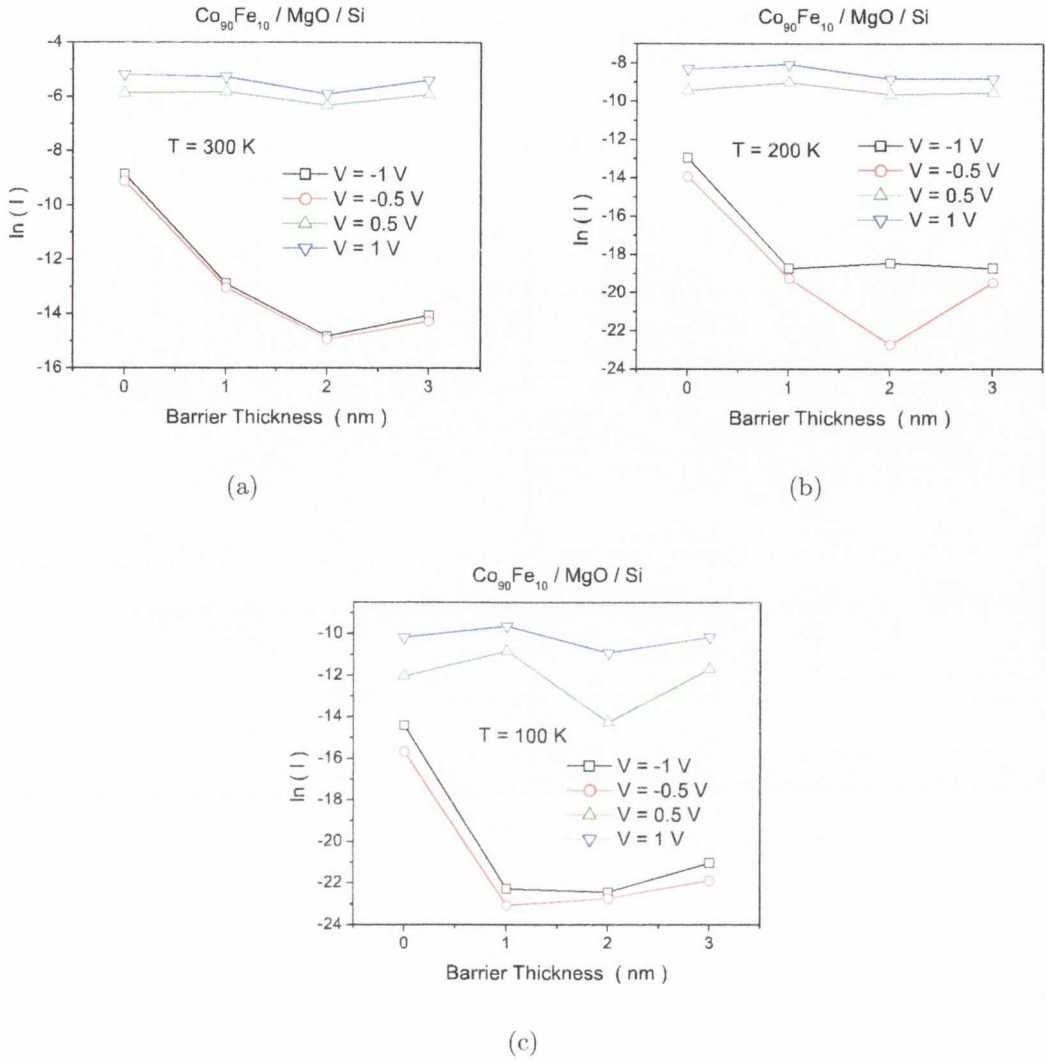 Co₉₀Fe₁₀ / MgO / Si
-4
-6
-8
-10
-12
-14
-16
ln ( I )
T = 300 K
V = -1 V
V = -0.5 V
V = 0.5 V
V = 1 V
0 1 2 3
Barrier Thickness ( nm )
(a)
Co₉₀Fe₁₀ / MgO / Si
-8
-10
-12
-14
-16
-18
-20
-22
-24
ln ( I )
T = 200 K
V = -1 V
V = -0.5 V
V = 0.5 V
V = 1 V
0 1 2 3
Barrier Thickness ( nm )
(b)
Co₉₀Fe₁₀ / MgO / Si
-10
-12
-14
-16
-18
-20
-22
-24
ln ( I )
T = 100 K
V = -1 V
V = -0.5 V
V = 0.5 V
V = 1 V
0 1 2 3
Barrier Thickness ( nm )
(c)